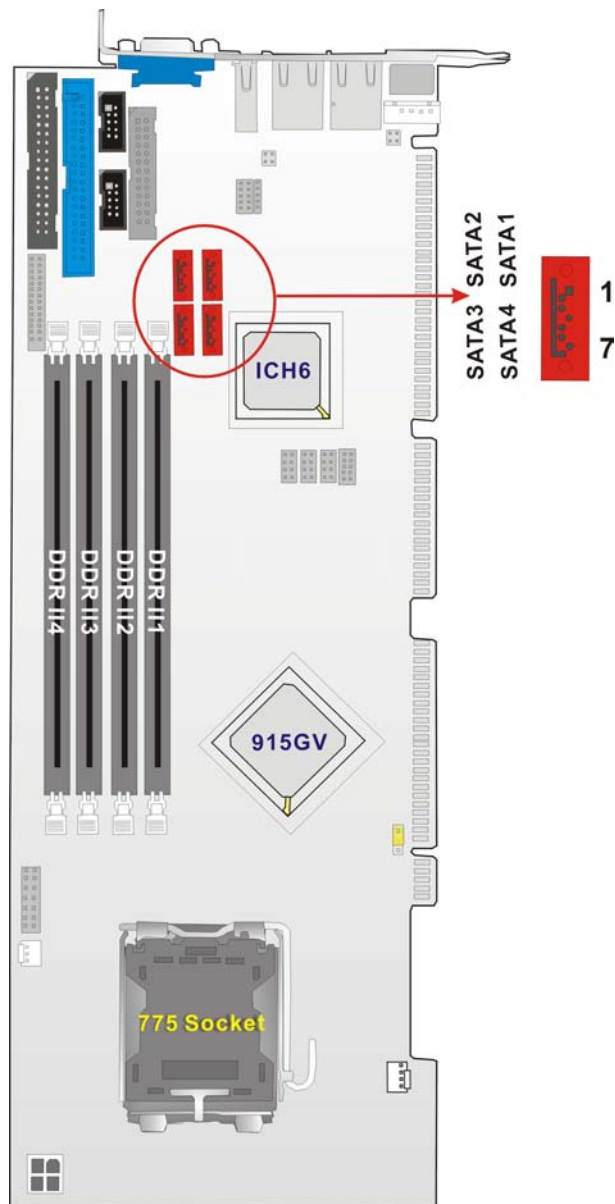 SATA2 SATA1
SATA3 SATA4
1
7
ICH6
DDR II4
DDR II3
DDR II2
DDR II1
915GV
775 Socket